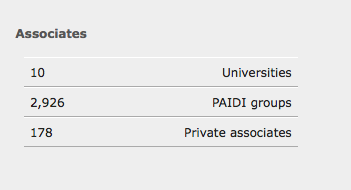 Associates
10 Universities
2,926 PAIDI groups
178 Private associates